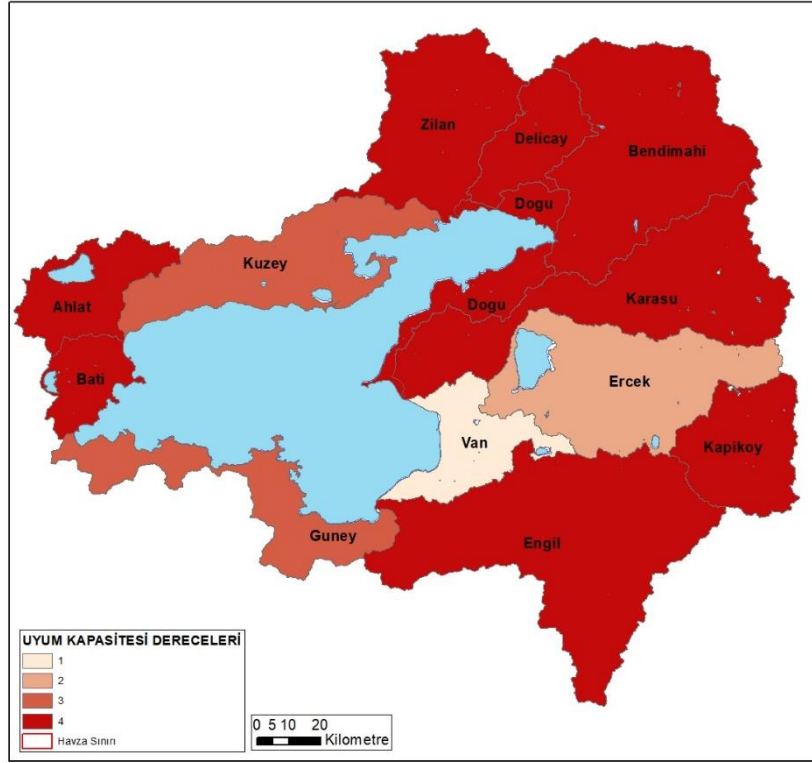 Zilan
Delicay
Bendimahi
Dogu
Kuzey
Ahlat
Dogu
Karasu
Bati
Ercek
Van
Kapikoy
Guney
Engil
UYUM KAPASİTESİ DERECELERİ
1
2
3
4
Havza Sınırı
0 5 10 20
Kilometre